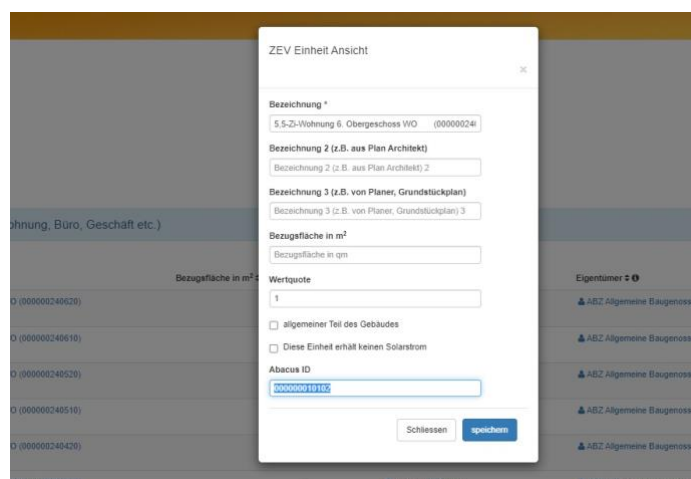 ZEV Einheit Ansicht
×
Bezeichnung *
5,5-Zi-Wohnung 6. Obergeschoss WO (00000024
Bezeichnung 2 (z.B. aus Plan Architekt)
Bezeichnung 2 (z.B. aus Plan Architekt) 2
Bezeichnung 3 (z.B. von Planer, Grundstückplan)
Bezeichnung 3 (z.B. von Planer, Grundstückplan) 3
ohnung, Büro, Geschäft etc.)
Bezugsfläche in m²
Bezugsfläche in qm
Bezugsfläche in m²
Wertquote
Eigentümer
1
O (000000240620)
ABZ Allgemeine Baugenoss
allgemeiner Teil des Gebäudes
O (000000240610)
ABZ Allgemeine Baugenoss
Diese Einheit erhält keinen Solarstrom
Abacus ID
O (000000240520)
ABZ Allgemeine Baugenoss
000000010102
O (000000240510)
ABZ Allgemeine Baugenoss
Schliessen speichern
O (000000240420)
ABZ Allgemeine Baugenoss